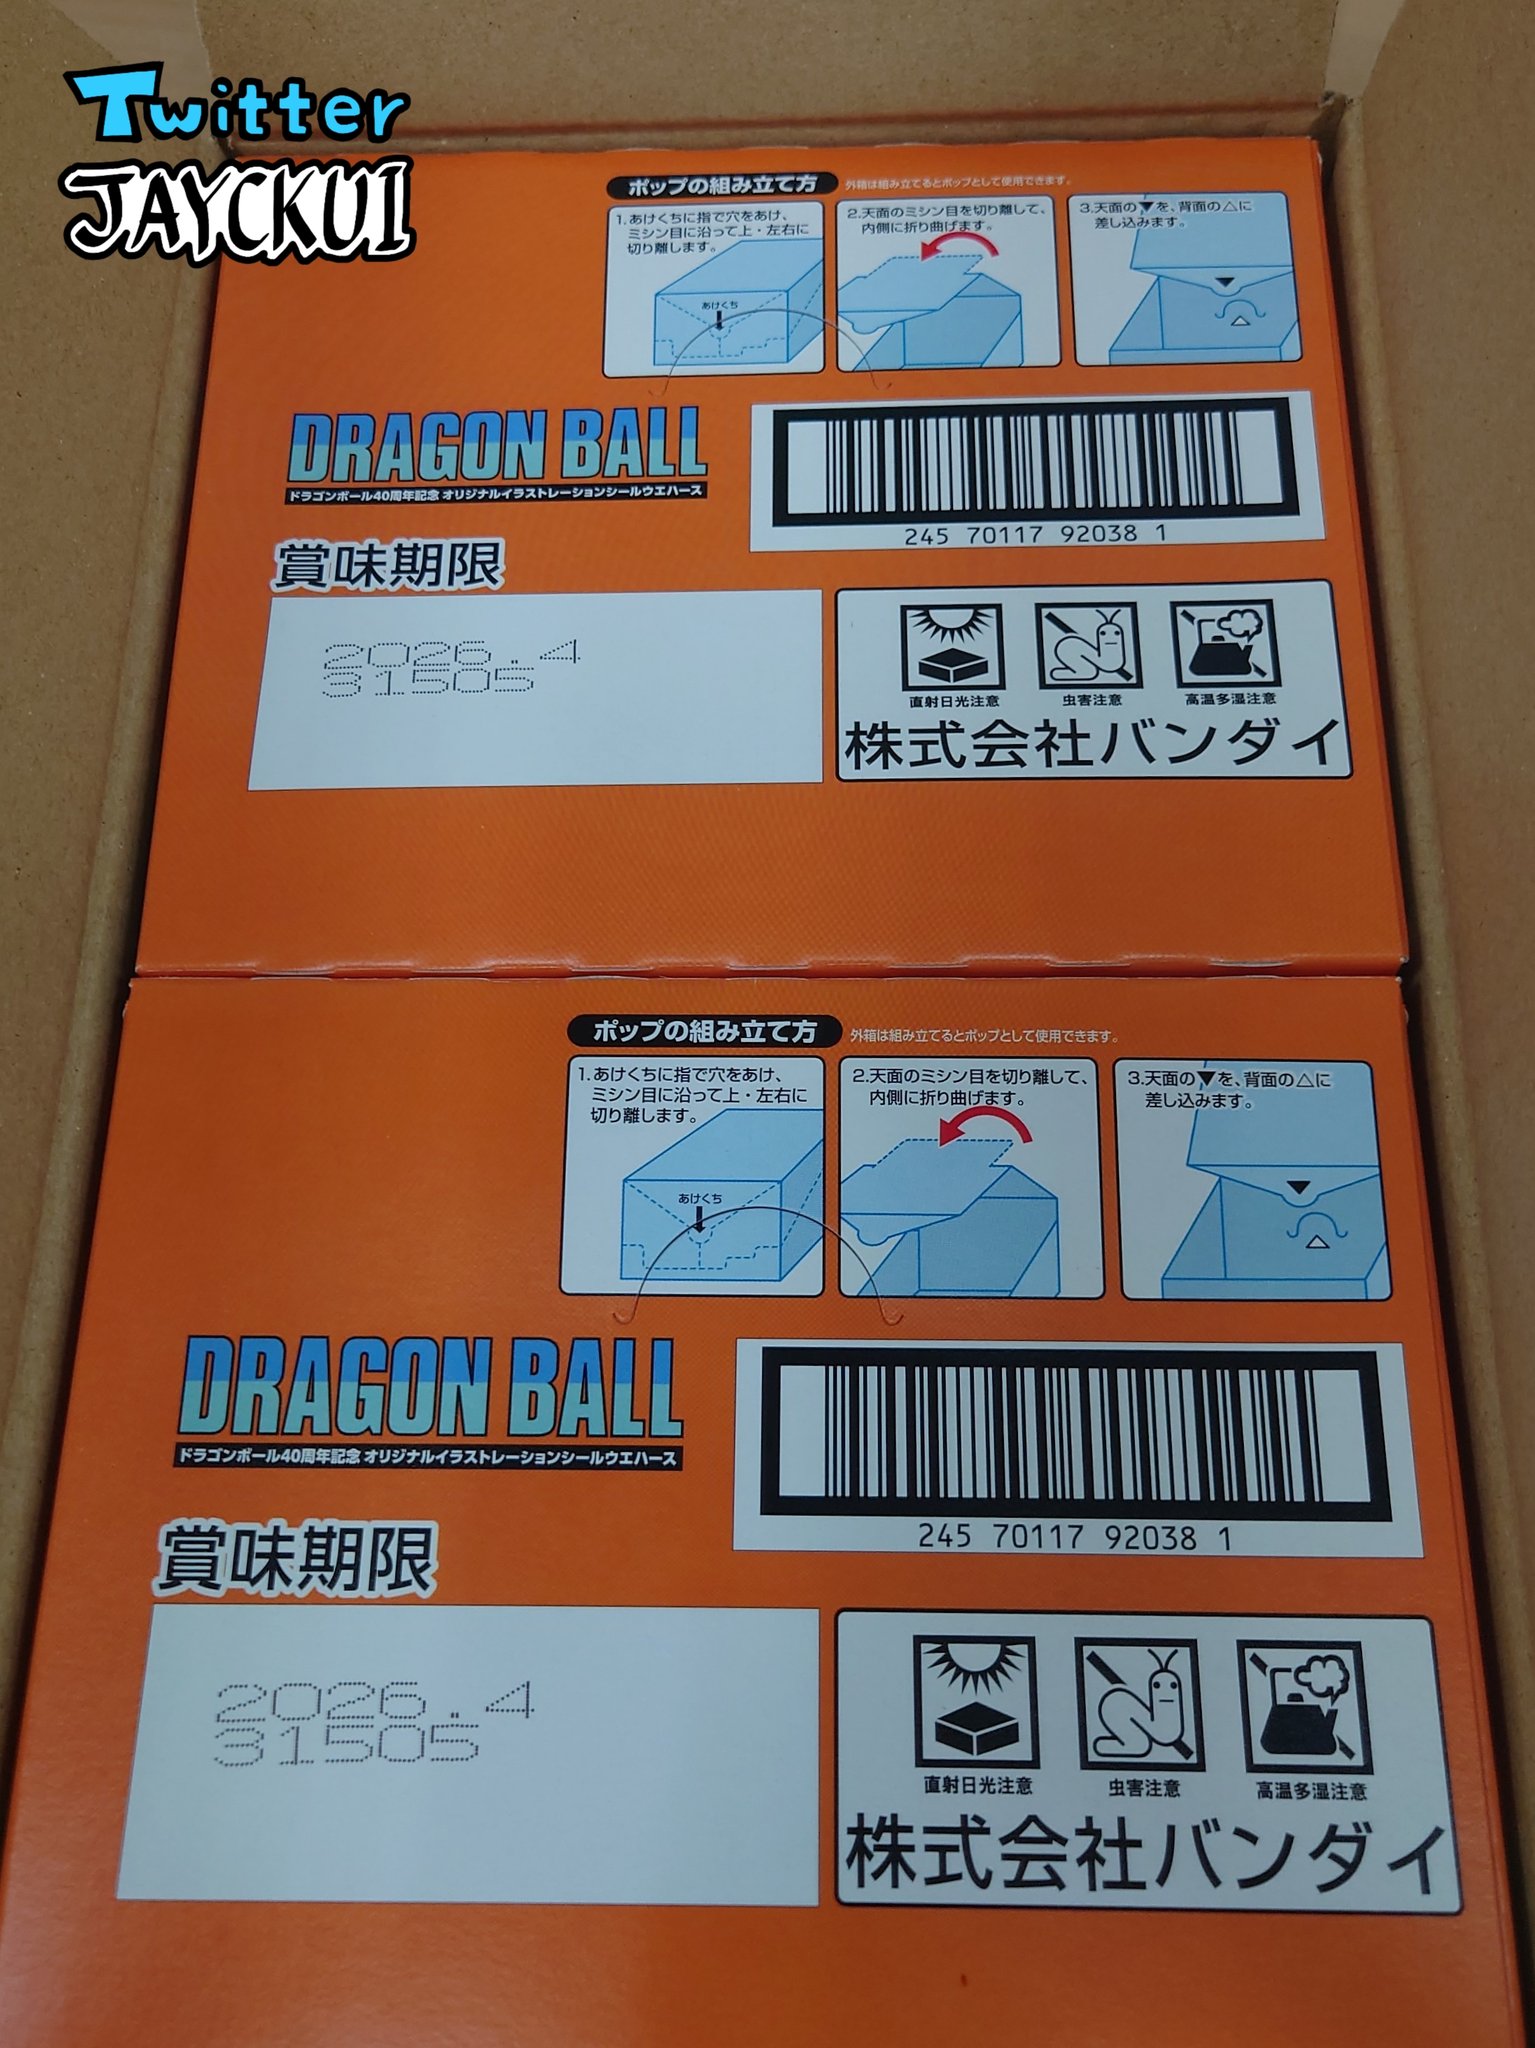 Twitter
JAYCKUI
ポップの組み立て方 外箱は組み立てるとポップとして使用できます。
1.あけくちに指で穴をあけ、
ミシン目に沿って上・左右に
切り離します。
あけくち
2.天面のミシン目を切り離して、
内側に折り曲げます。
3.天面の▼を、背面の△に
差し込みます。
DRAGON BALL
ドラゴンボール40周年記念 オリジナルイラストレーションシールウエハース
245 70117 92038 1
賞味期限
2026.4
31505
直射日光注意
虫害注意
高温多湿注意
株式会社バンダイ
ポップの組み立て方 外箱は組み立てるとポップとして使用できます。
1.あけくちに指で穴をあけ、
ミシン目に沿って上・左右に
切り離します。
あけくち
2.天面のミシン目を切り離して、
内側に折り曲げます。
3.天面の▼を、背面の△に
差し込みます。
DRAGON BALL
ドラゴンボール40周年記念 オリジナルイラストレーションシールウエハース
245 70117 92038 1
賞味期限
2026.4
31505
直射日光注意
虫害注意
高温多湿注意
株式会社バンダイ